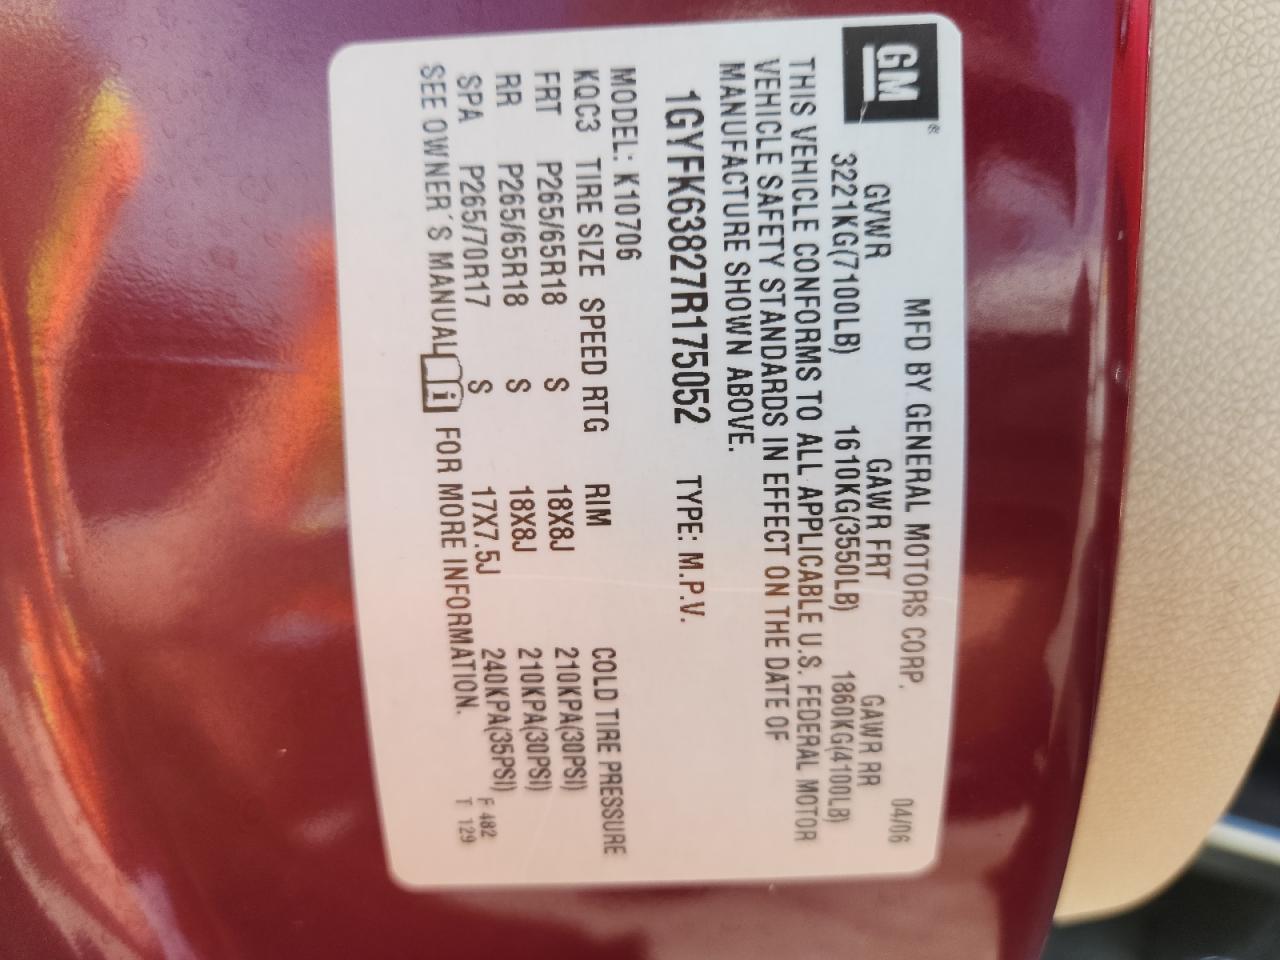 GM®
MFD BY GENERAL MOTORS CORP. 04/06
GVWR GAWR FRT GAWR RR
3221KG(7100LB) 1610KG(3550LB) 1860KG(4100LB)
THIS VEHICLE CONFORMS TO ALL APPLICABLE U.S. FEDERAL MOTOR
VEHICLE SAFETY STANDARDS IN EFFECT ON THE DATE OF
MANUFACTURE SHOWN ABOVE.
1GYFK63827R175052 TYPE: M.P.V.
MODEL: K10706
KQC3 TIRE SIZE SPEED RTG RIM COLD TIRE PRESSURE
FRT P265/65R18 S 18X8J 210KPA(30PSI)
RR P265/65R18 S 18X8J 210KPA(30PSI)
SPA P265/70R17 S 17X7.5J 240KPA(35PSI) F 482
SEE OWNER´S MANUAL i FOR MORE INFORMATION. T 129